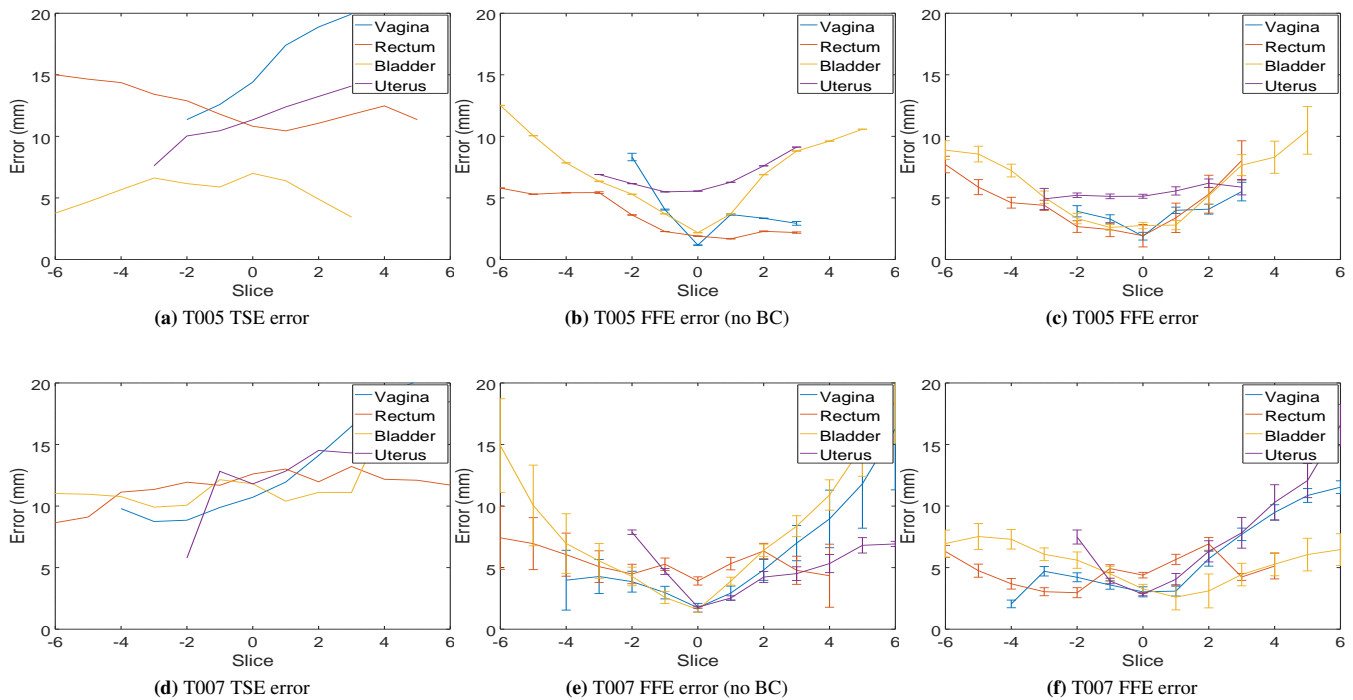 20
15
10
5
0
Error (mm)
-6 -4 -2 0 2 4 6
Slice
Vagina
Rectum
Bladder
Uterus
(a) T005 TSE error
20
15
10
5
0
Error (mm)
-6 -4 -2 0 2 4 6
Slice
Vagina
Rectum
Bladder
Uterus
(b) T005 FFE error (no BC)
20
15
10
5
0
Error (mm)
-6 -4 -2 0 2 4 6
Slice
Vagina
Rectum
Bladder
Uterus
(c) T005 FFE error
20
15
10
5
0
Error (mm)
-6 -4 -2 0 2 4 6
Slice
Vagina
Rectum
Bladder
Uterus
(d) T007 TSE error
20
15
10
5
0
Error (mm)
-6 -4 -2 0 2 4 6
Slice
Vagina
Rectum
Bladder
Uterus
(e) T007 FFE error (no BC)
20
15
10
5
0
Error (mm)
-6 -4 -2 0 2 4 6
Slice
Vagina
Rectum
Bladder
Uterus
(f) T007 FFE error